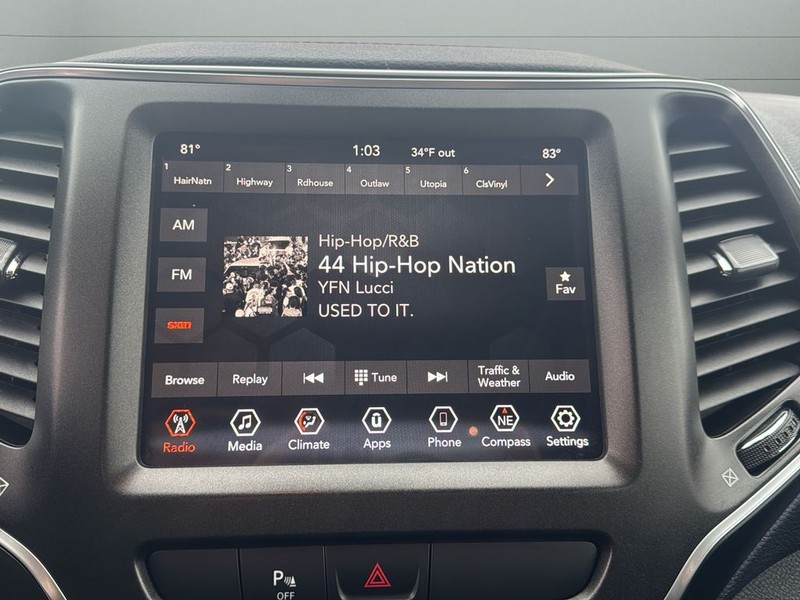 81° 1:03 34°F out 83°
1 HairNatn 2 Highway 3 Rdhouse 4 Outlaw 5 Utopia 6 ClsVinyl
AM
FM
SXM
Hip-Hop/R&B
44 Hip-Hop Nation
YFN Lucci
USED TO IT.
Fav
Browse Replay Tune Traffic & Weather Audio
Radio Media Climate Apps Phone NE Compass Settings
P
OFF